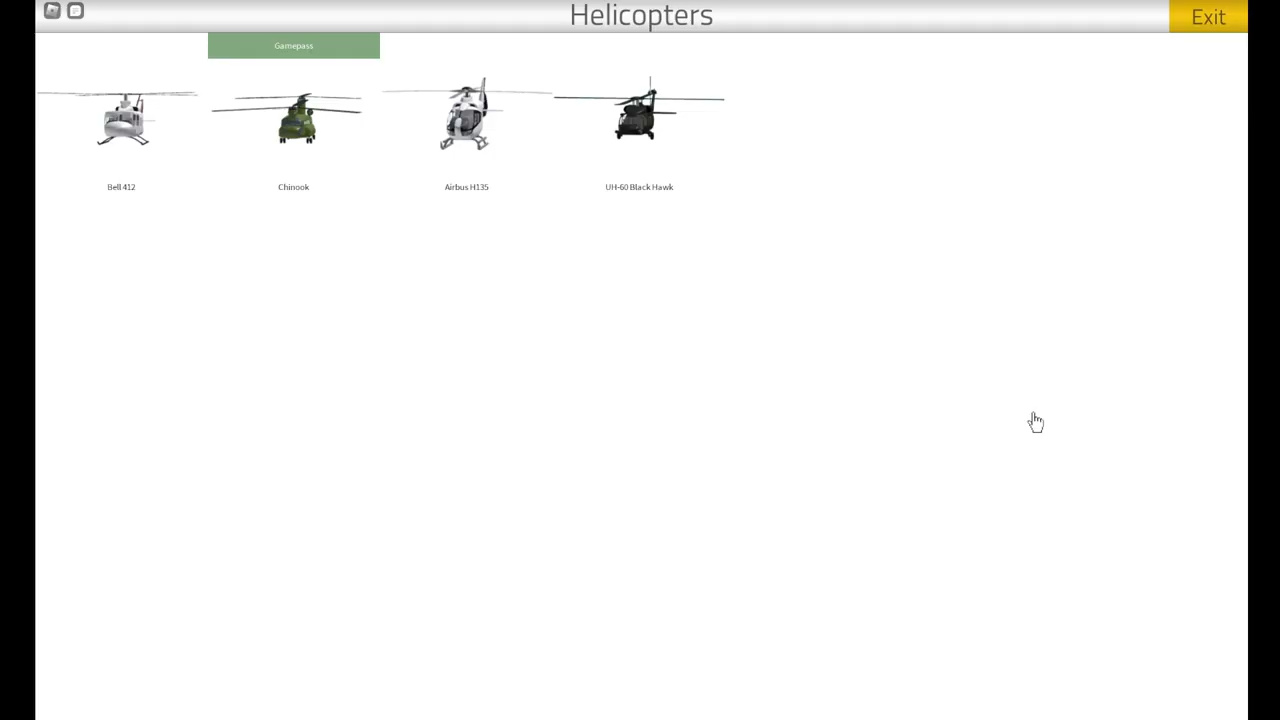 Helicopters
Exit
Gamepass
Bell 412
Chinook
Airbus H135
UH-60 Black Hawk